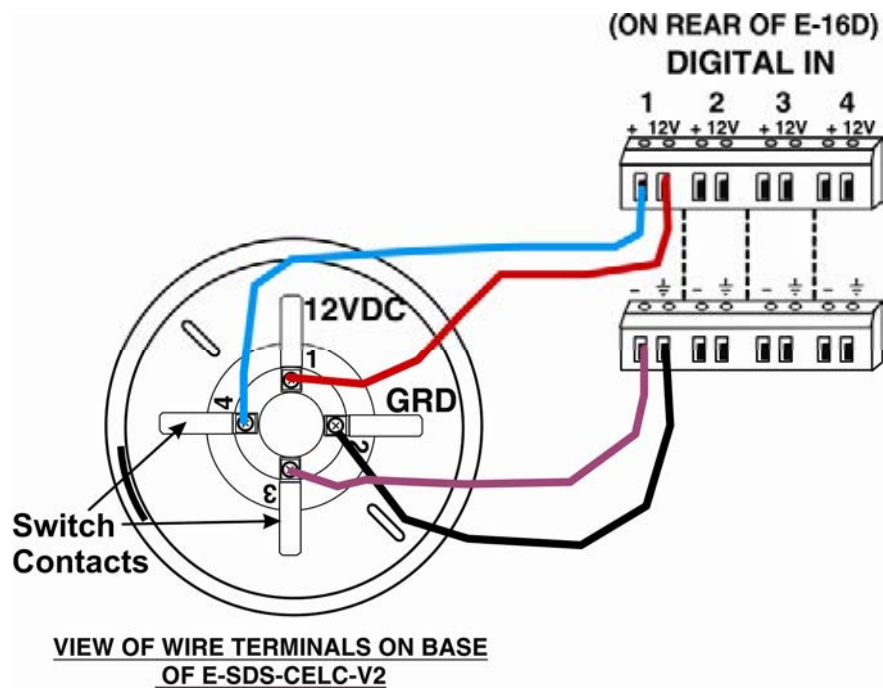 (ON REAR OF E-16D)
DIGITAL IN
1 2 3 4
+ 12V + 12V + 12V + 12V
- - - -
12VDC
1
4
GRD
2
3
Switch
Contacts
VIEW OF WIRE TERMINALS ON BASE
OF E-SDS-CELC-V2